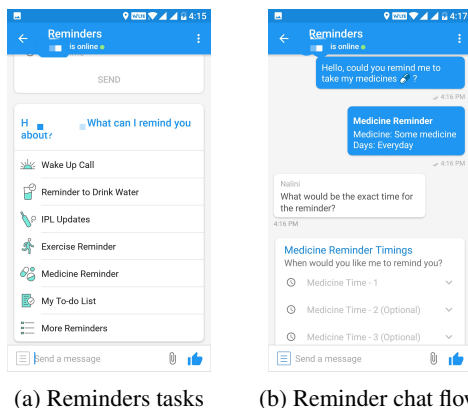 4:15
Reminders
is online
SEND
H What can I remind you
about?
Wake Up Call
Reminder to Drink Water
IPL Updates
Exercise Reminder
Medicine Reminder
My To-do List
More Reminders
Send a message
(a) Reminders tasks
4:17
Reminders
is online
Hello, could you remind me to
take my medicines ?
4:16 PM
Medicine Reminder
Medicine: Some medicine
Days: Everyday
4:16 PM
Nalini
What would be the exact time for
the reminder?
4:16 PM
Medicine Reminder Timings
When would you like me to remind you?
Medicine Time - 1
Medicine Time - 2 (Optional)
Medicine Time - 3 (Optional)
Send a message
(b) Reminder chat flow